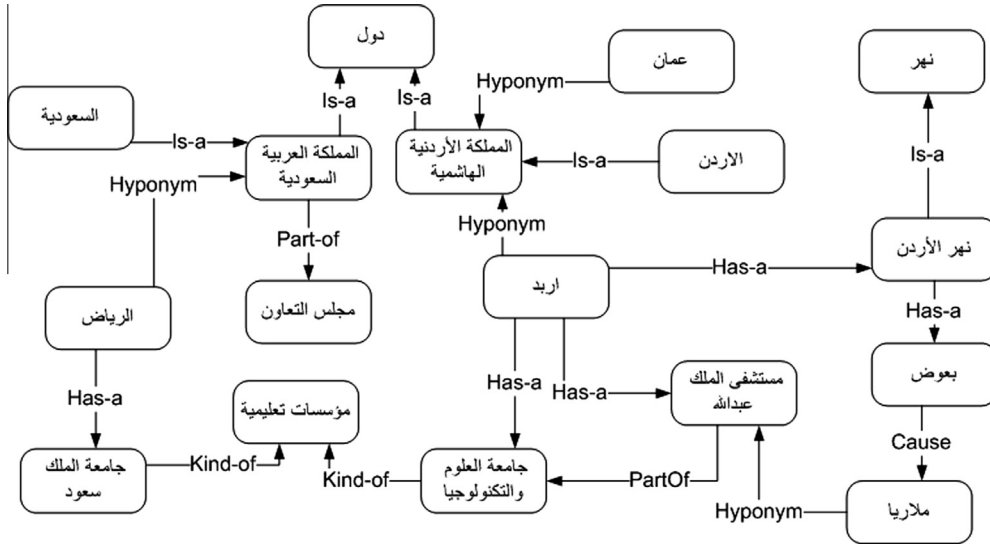 دول
عمان
نهر
Hyponym
السعودية
Is-a
Is-a
Is-a
المملكة العربية
السعودية
المملكة الأردنية
الهاشمية
Is-a
الاردن
Is-a
Hyponym
Hyponym
Part-of
نهر الأردن
Has-a
اربد
الرياض
مجلس التعاون
Has-a
بعوض
Has-a
Has-a
Has-a
مستشفى الملك
عبدالله
مؤسسات تعليمية
Cause
جامعة الملك
سعود
Kind-of
Kind-of
جامعة العلوم
والتكنولوجيا
PartOf
Hyponym
ملاريا